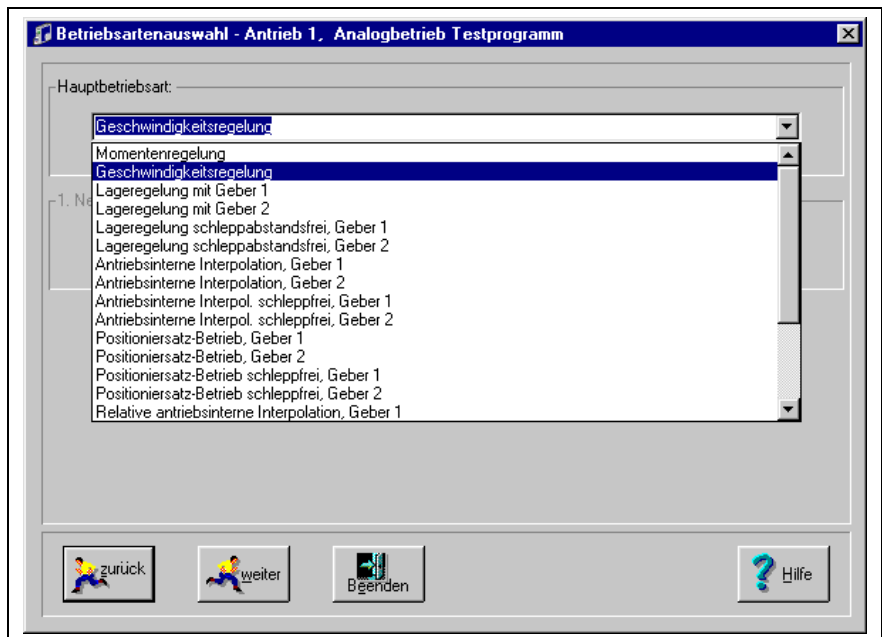 Betriebsartenauswahl - Antrieb 1, Analogbetrieb Testprogramm
Hauptbetriebsart:
Geschwindigkeitsregelung
Momentenregelung
Geschwindigkeitsregelung
Lageregelung mit Geber 1
1. Ne
Lageregelung mit Geber 2
Lageregelung schleppabstandsfrei, Geber 1
Lageregelung schleppabstandsfrei, Geber 2
Antriebsinterne Interpolation, Geber 1
Antriebsinterne Interpolation, Geber 2
Antriebsinterne Interpol. schleppfrei, Geber 1
Antriebsinterne Interpol. schleppfrei, Geber 2
Positioniersatz-Betrieb, Geber 1
Positioniersatz-Betrieb, Geber 2
Positioniersatz-Betrieb schleppfrei, Geber 1
Positioniersatz-Betrieb schleppfrei, Geber 2
Relative antriebsinterne Interpolation, Geber 1
zurück
weiter
Beenden
Hilfe